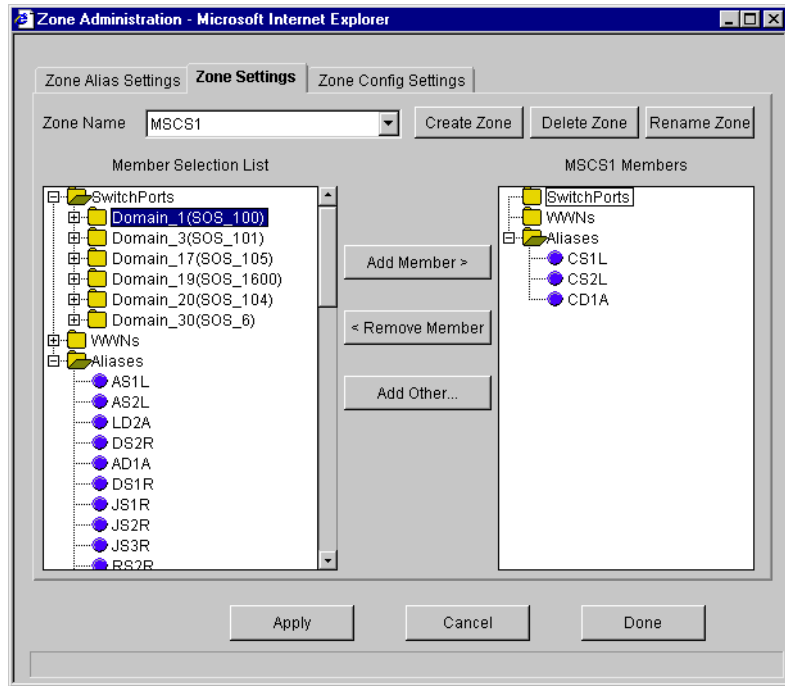 Zone Administration - Microsoft Internet Explorer
Zone Alias Settings
Zone Settings
Zone Config Settings
Zone Name
MSCS1
Create Zone
Delete Zone
Rename Zone
Member Selection List
SwitchPorts
Domain_1(SOS_100)
Domain_3(SOS_101)
Domain_17(SOS_105)
Domain_19(SOS_1600)
Domain_20(SOS_104)
Domain_30(SOS_6)
WWNs
Aliases
AS1L
AS2L
LD2A
DS2R
AD1A
DS1R
JS1R
JS2R
JS3R
RS2R
Add Member >
< Remove Member
Add Other...
MSCS1 Members
SwitchPorts
WWNs
Aliases
CS1L
CS2L
CD1A
Apply
Cancel
Done